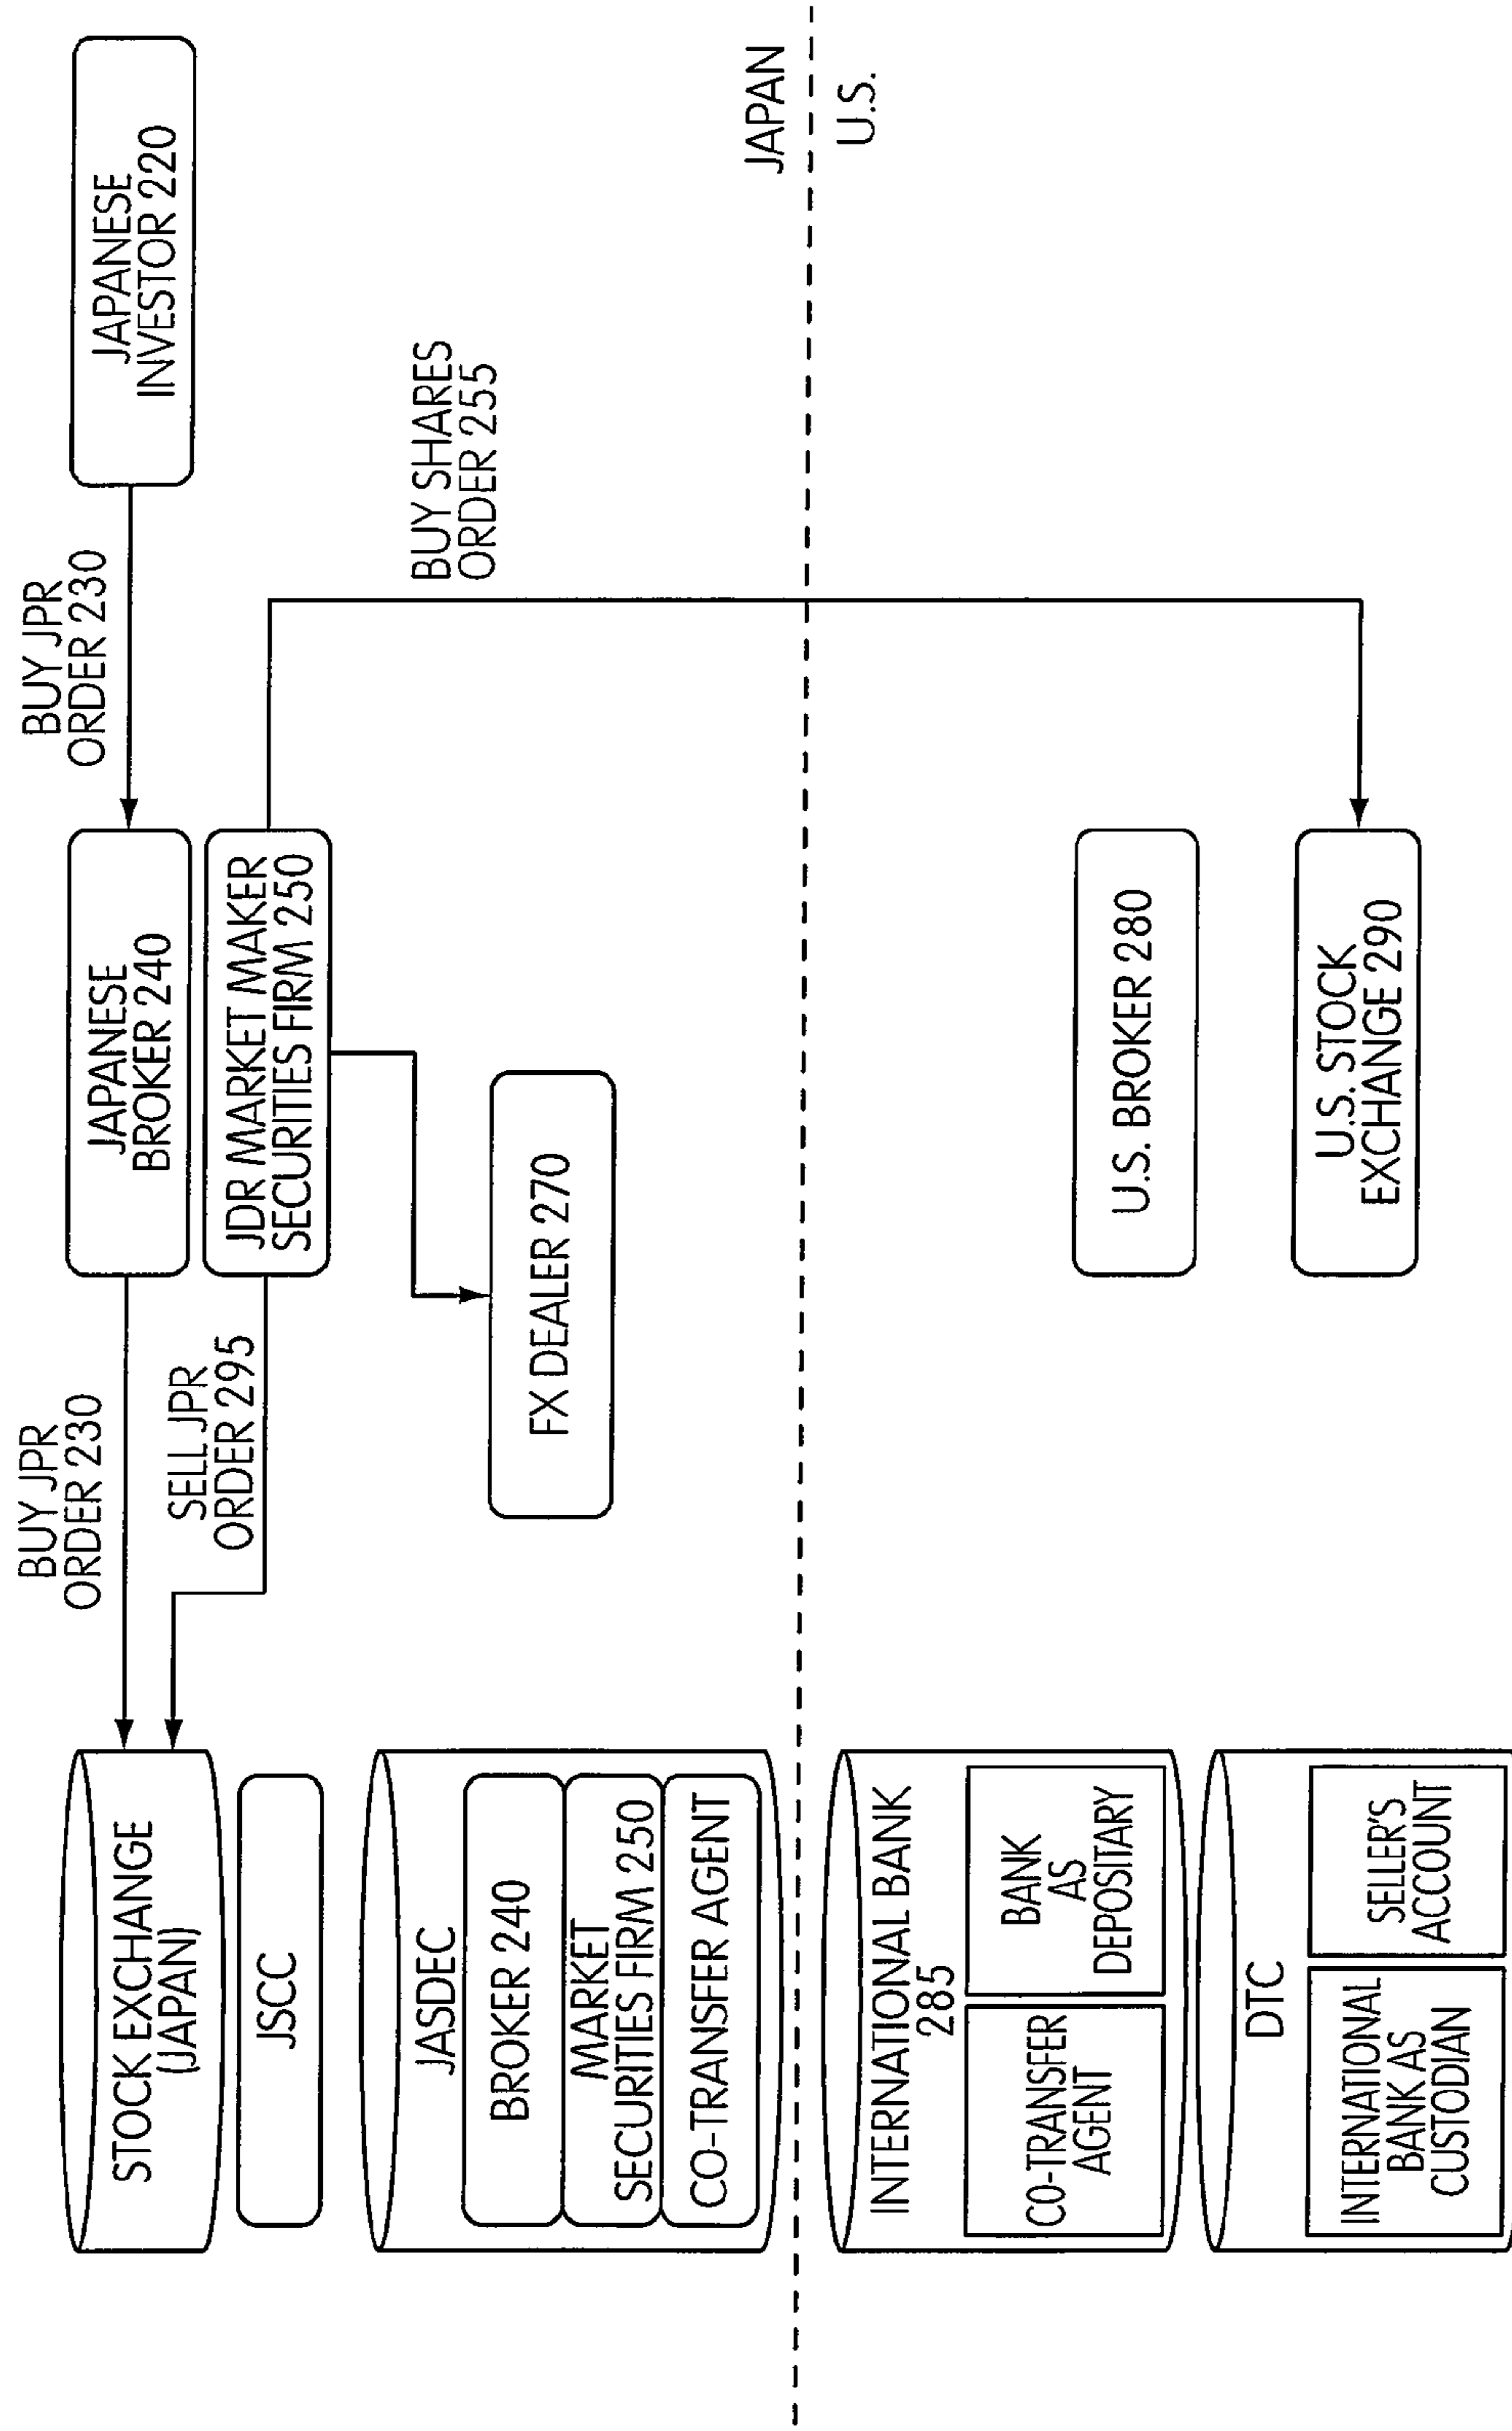 BUY JPR
ORDER 230
BUY JPR
ORDER 230
STOCK EXCHANGE
(JAPAN)
JAPANESE
BROKER 240
JAPANESE
INVESTOR 220
SELL JPR
ORDER 295
JSCC
JDR MARKET MAKER
SECURITIES FIRM 250
BUY SHARES
ORDER 255
JASDEC
BROKER 240
MARKET
SECURITIES FIRM 250
CO-TRANSFER AGENT
FX DEALER 270
JAPAN
U.S.
INTERNATIONAL BANK
285
CO-TRANSFER
AGENT
BANK
AS
DEPOSITARY
U.S. BROKER 280
DTC
INTERNATIONAL
BANK AS
CUSTODIAN
SELLER'S
ACCOUNT
U.S. STOCK
EXCHANGE 290